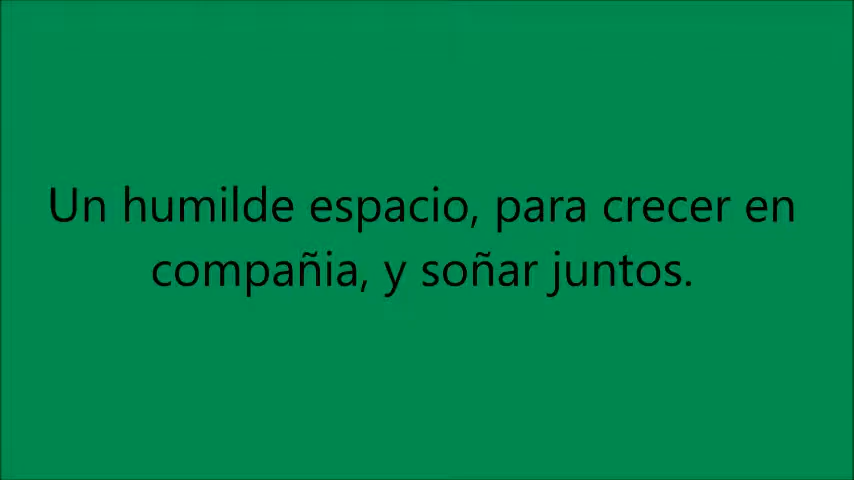 Un humilde espacio, para crecer en
compañia, y soñar juntos.